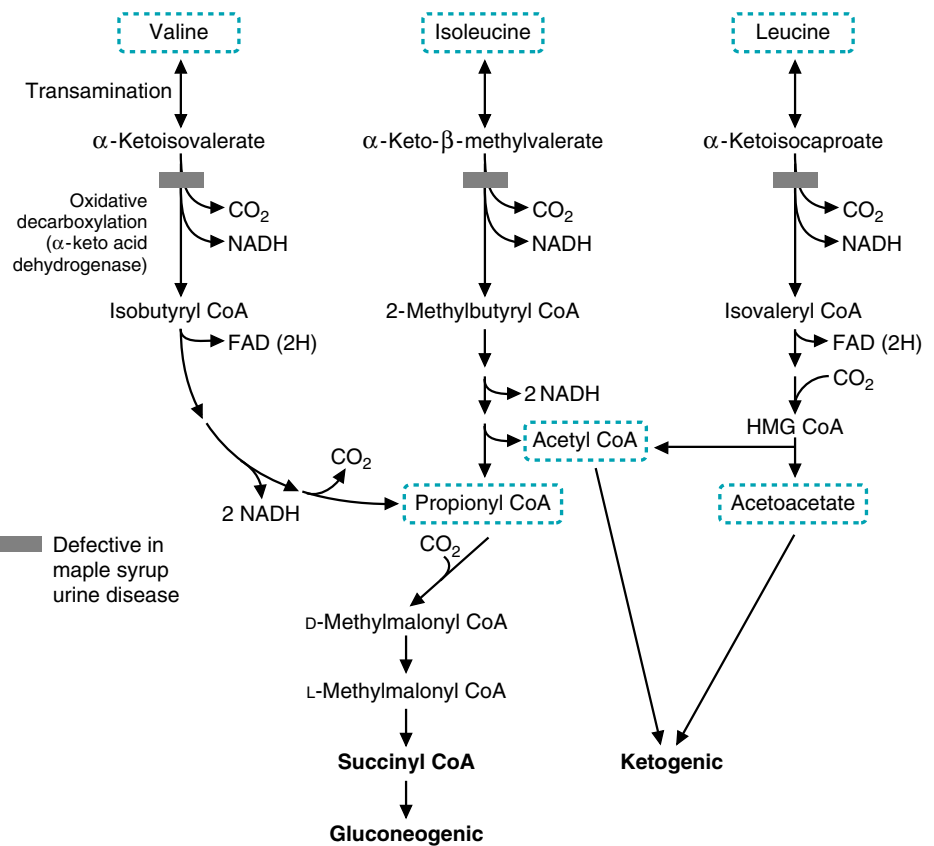 Valine
Isoleucine
Leucine
Transamination
α-Ketoisovalerate
α-Keto-β-methylvalerate
α-Ketoisocaproate
Oxidative
decarboxylation
(α-keto acid
dehydrogenase)
CO2
NADH
CO2
NADH
CO2
NADH
Isobutyryl CoA
2-Methylbutyryl CoA
Isovaleryl CoA
FAD (2H)
FAD (2H)
2 NADH
CO2
HMG CoA
Acetyl CoA
CO2
2 NADH
Propionyl CoA
Acetoacetate
Defective in
maple syrup
urine disease
CO2
D-Methylmalonyl CoA
L-Methylmalonyl CoA
Succinyl CoA
Ketogenic
Gluconeogenic